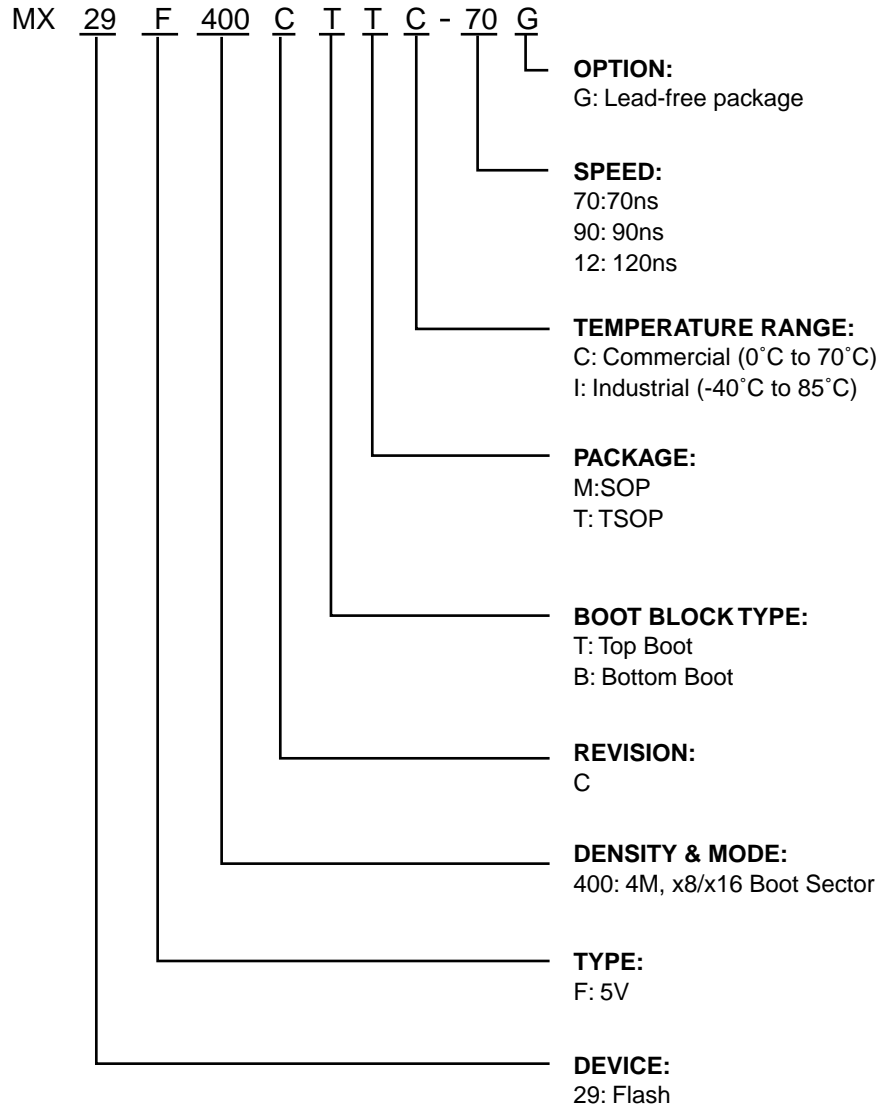 MX 29 F 400 C T T C - 70 G
OPTION:
G: Lead-free package
SPEED:
70:70ns
90: 90ns
12: 120ns
TEMPERATURE RANGE:
C: Commercial (0˚C to 70˚C)
I: Industrial (-40˚C to 85˚C)
PACKAGE:
M:SOP
T: TSOP
BOOT BLOCK TYPE:
T: Top Boot
B: Bottom Boot
REVISION:
C
DENSITY & MODE:
400: 4M, x8/x16 Boot Sector
TYPE:
F: 5V
DEVICE:
29: Flash